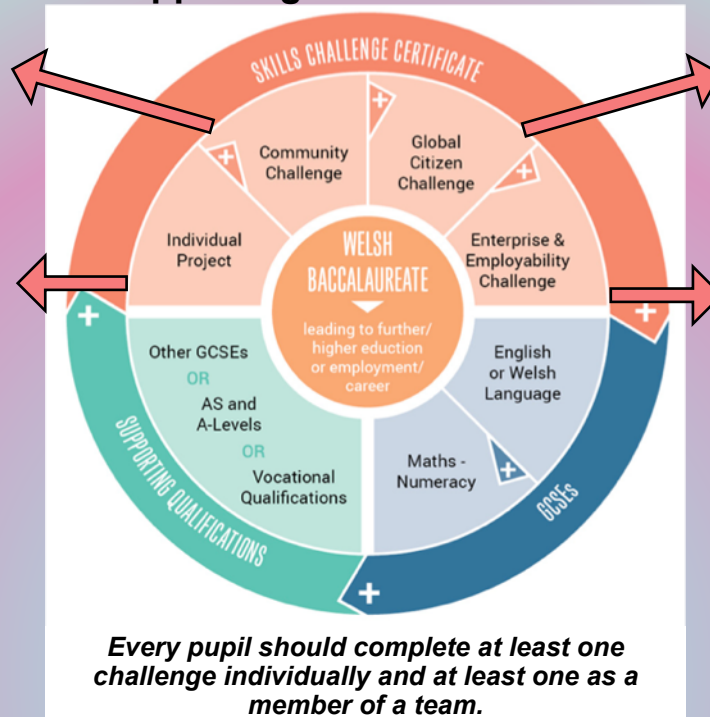 SKILLS CHALLENGE CERTIFICATE
Community
Challenge
Global
Citizen
Challenge
Individual
Project
Enterprise &
Employability
Challenge
WELSH
BACCALAUREATE
leading to further/
higher eduction
or employment/
career
Other GCSEs
OR
AS and
A-Levels
OR
Vocational
Qualifications
English
or Welsh
Language
Maths -
Numeracy
SUPPORTING QUALIFICATIONS
GCSEs
Every pupil should complete at least one
challenge individually and at least one as a
member of a team.